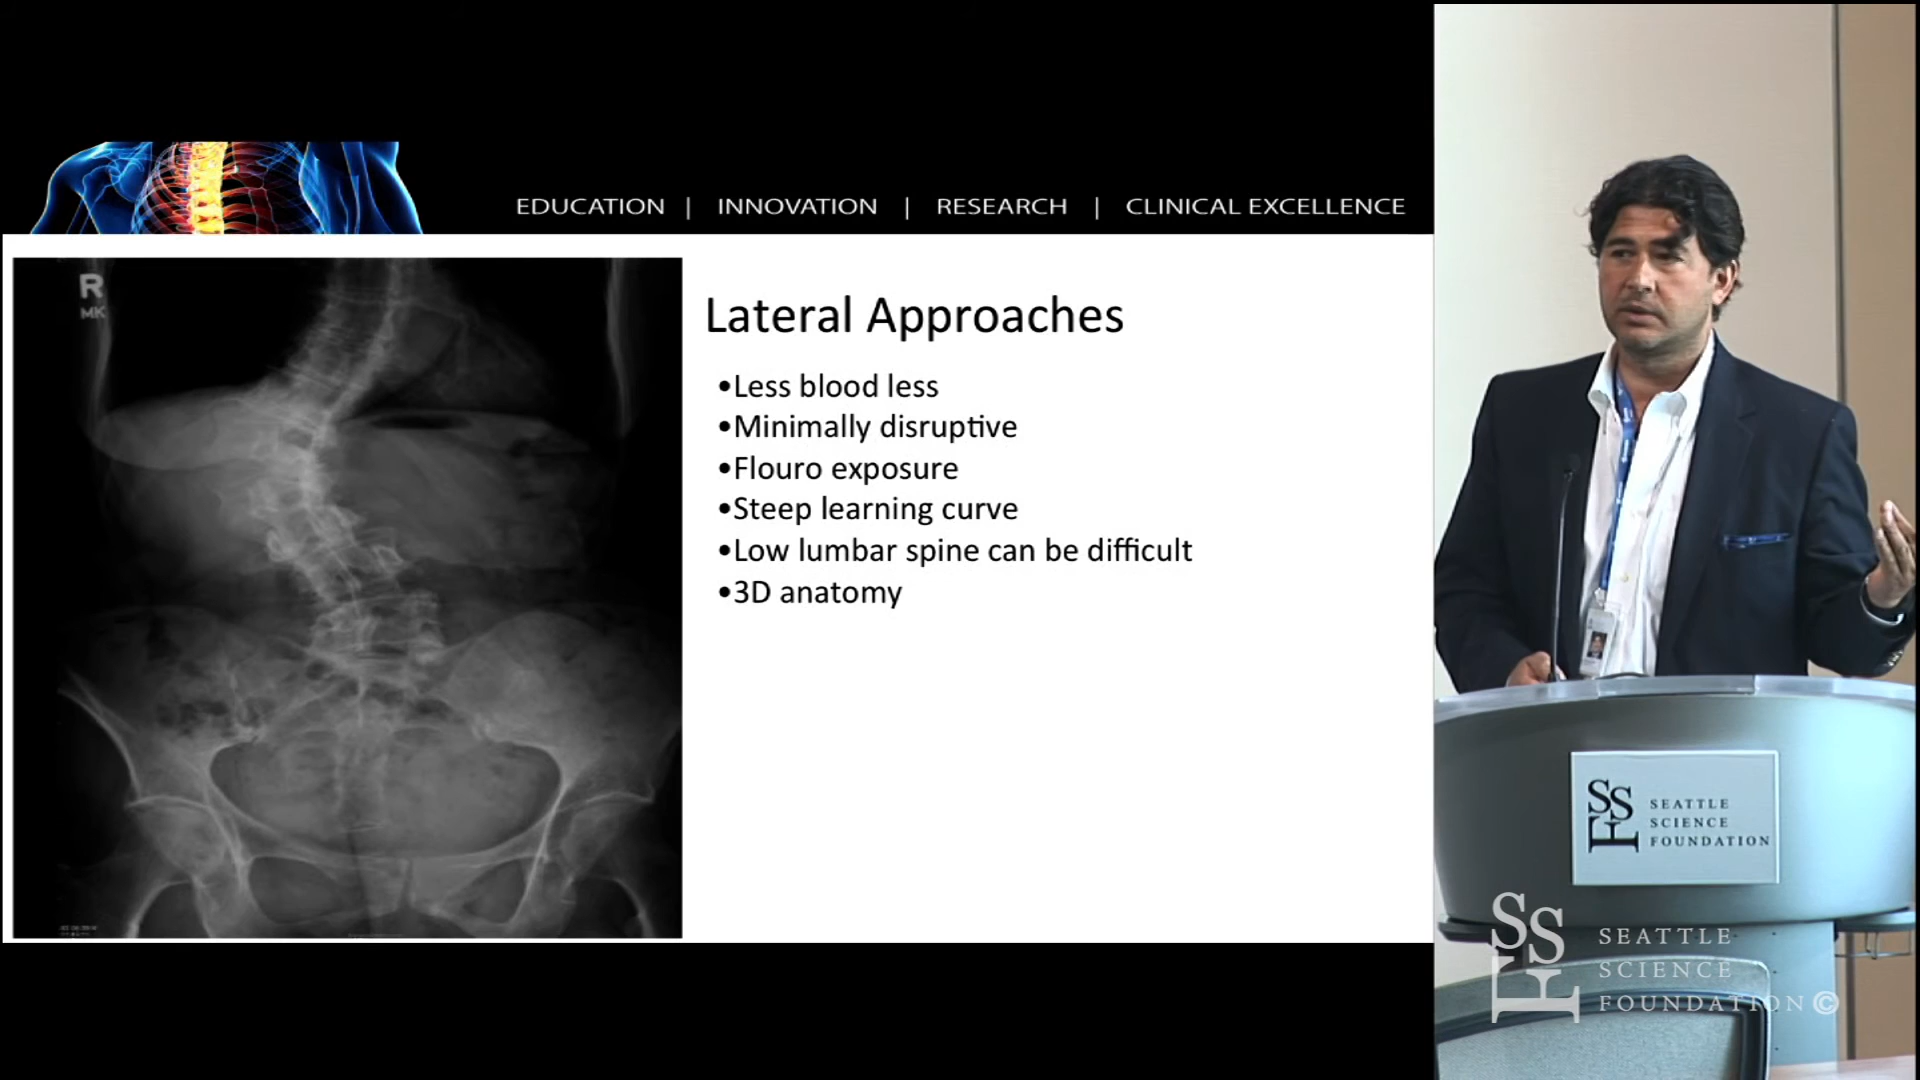 EDUCATION | INNOVATION | RESEARCH | CLINICAL EXCELLENCE
R
MK
Lateral Approaches
•Less blood less
•Minimally disruptive
•Flouro exposure
•Steep learning curve
•Low lumbar spine can be difficult
•3D anatomy
SSF
SEATTLE
SCIENCE
FOUNDATION
SSF
SEATTLE
SCIENCE
FOUNDATION©